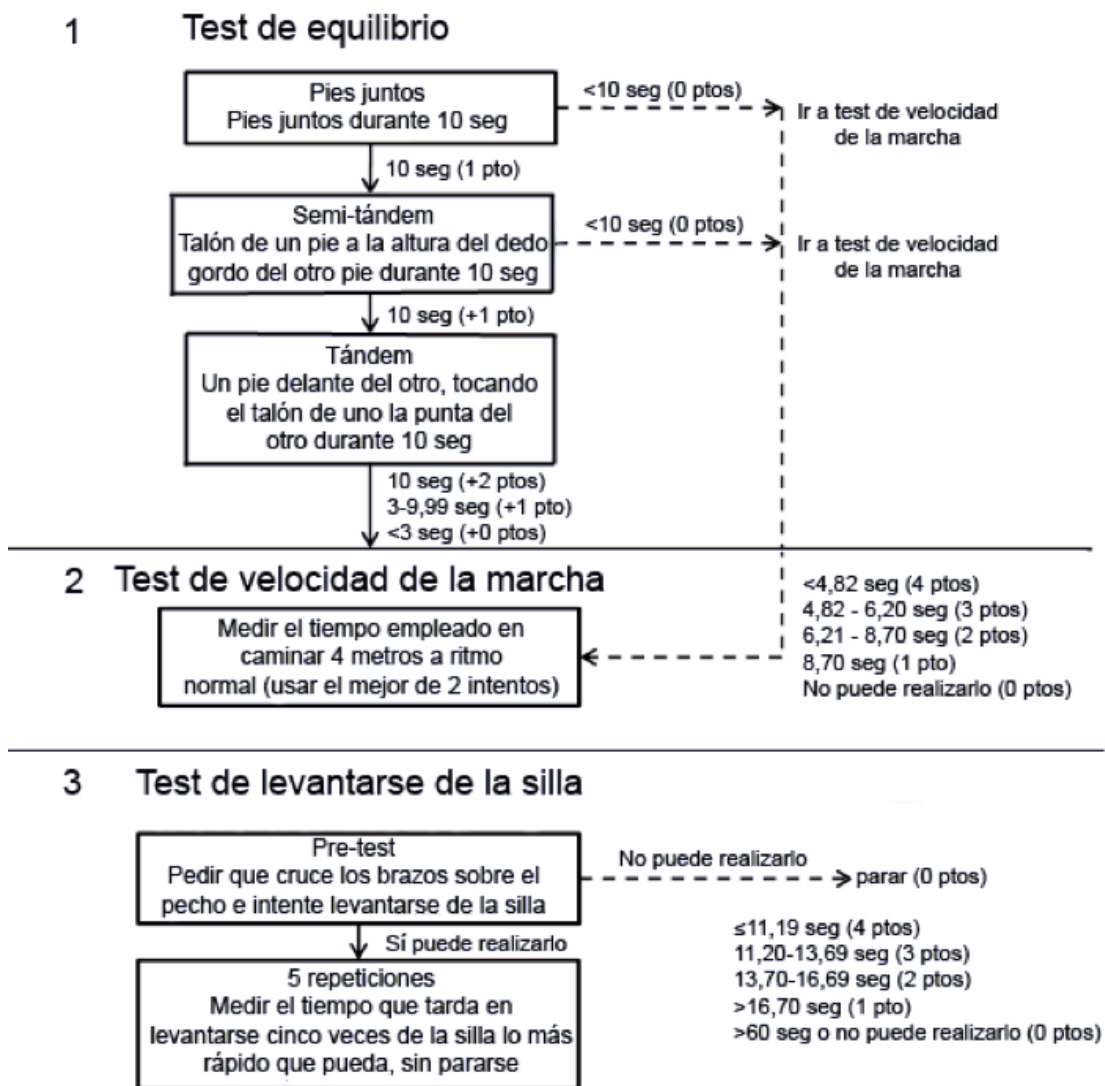 1 Test de equilibrio
Pies juntos
Pies juntos durante 10 seg
<10 seg (0 ptos)
Ir a test de velocidad
de la marcha
10 seg (1 pto)
Semi-tándem
Talón de un pie a la altura del dedo
gordo del otro pie durante 10 seg
<10 seg (0 ptos)
Ir a test de velocidad
de la marcha
10 seg (+1 pto)
Tándem
Un pie delante del otro, tocando
el talón de uno la punta del
otro durante 10 seg
10 seg (+2 ptos)
3-9,99 seg (+1 pto)
<3 seg (+0 ptos)
2 Test de velocidad de la marcha
Medir el tiempo empleado en
caminar 4 metros a ritmo
normal (usar el mejor de 2 intentos)
<4,82 seg (4 ptos)
4,82 - 6,20 seg (3 ptos)
6,21 - 8,70 seg (2 ptos)
8,70 seg (1 pto)
No puede realizarlo (0 ptos)
3 Test de levantarse de la silla
Pre-test
Pedir que cruce los brazos sobre el
pecho e intente levantarse de la silla
No puede realizarlo
parar (0 ptos)
Sí puede realizarlo
5 repeticiones
Medir el tiempo que tarda en
levantarse cinco veces de la silla lo más
rápido que pueda, sin pararse
≤11,19 seg (4 ptos)
11,20-13,69 seg (3 ptos)
13,70-16,69 seg (2 ptos)
>16,70 seg (1 pto)
>60 seg o no puede realizarlo (0 ptos)